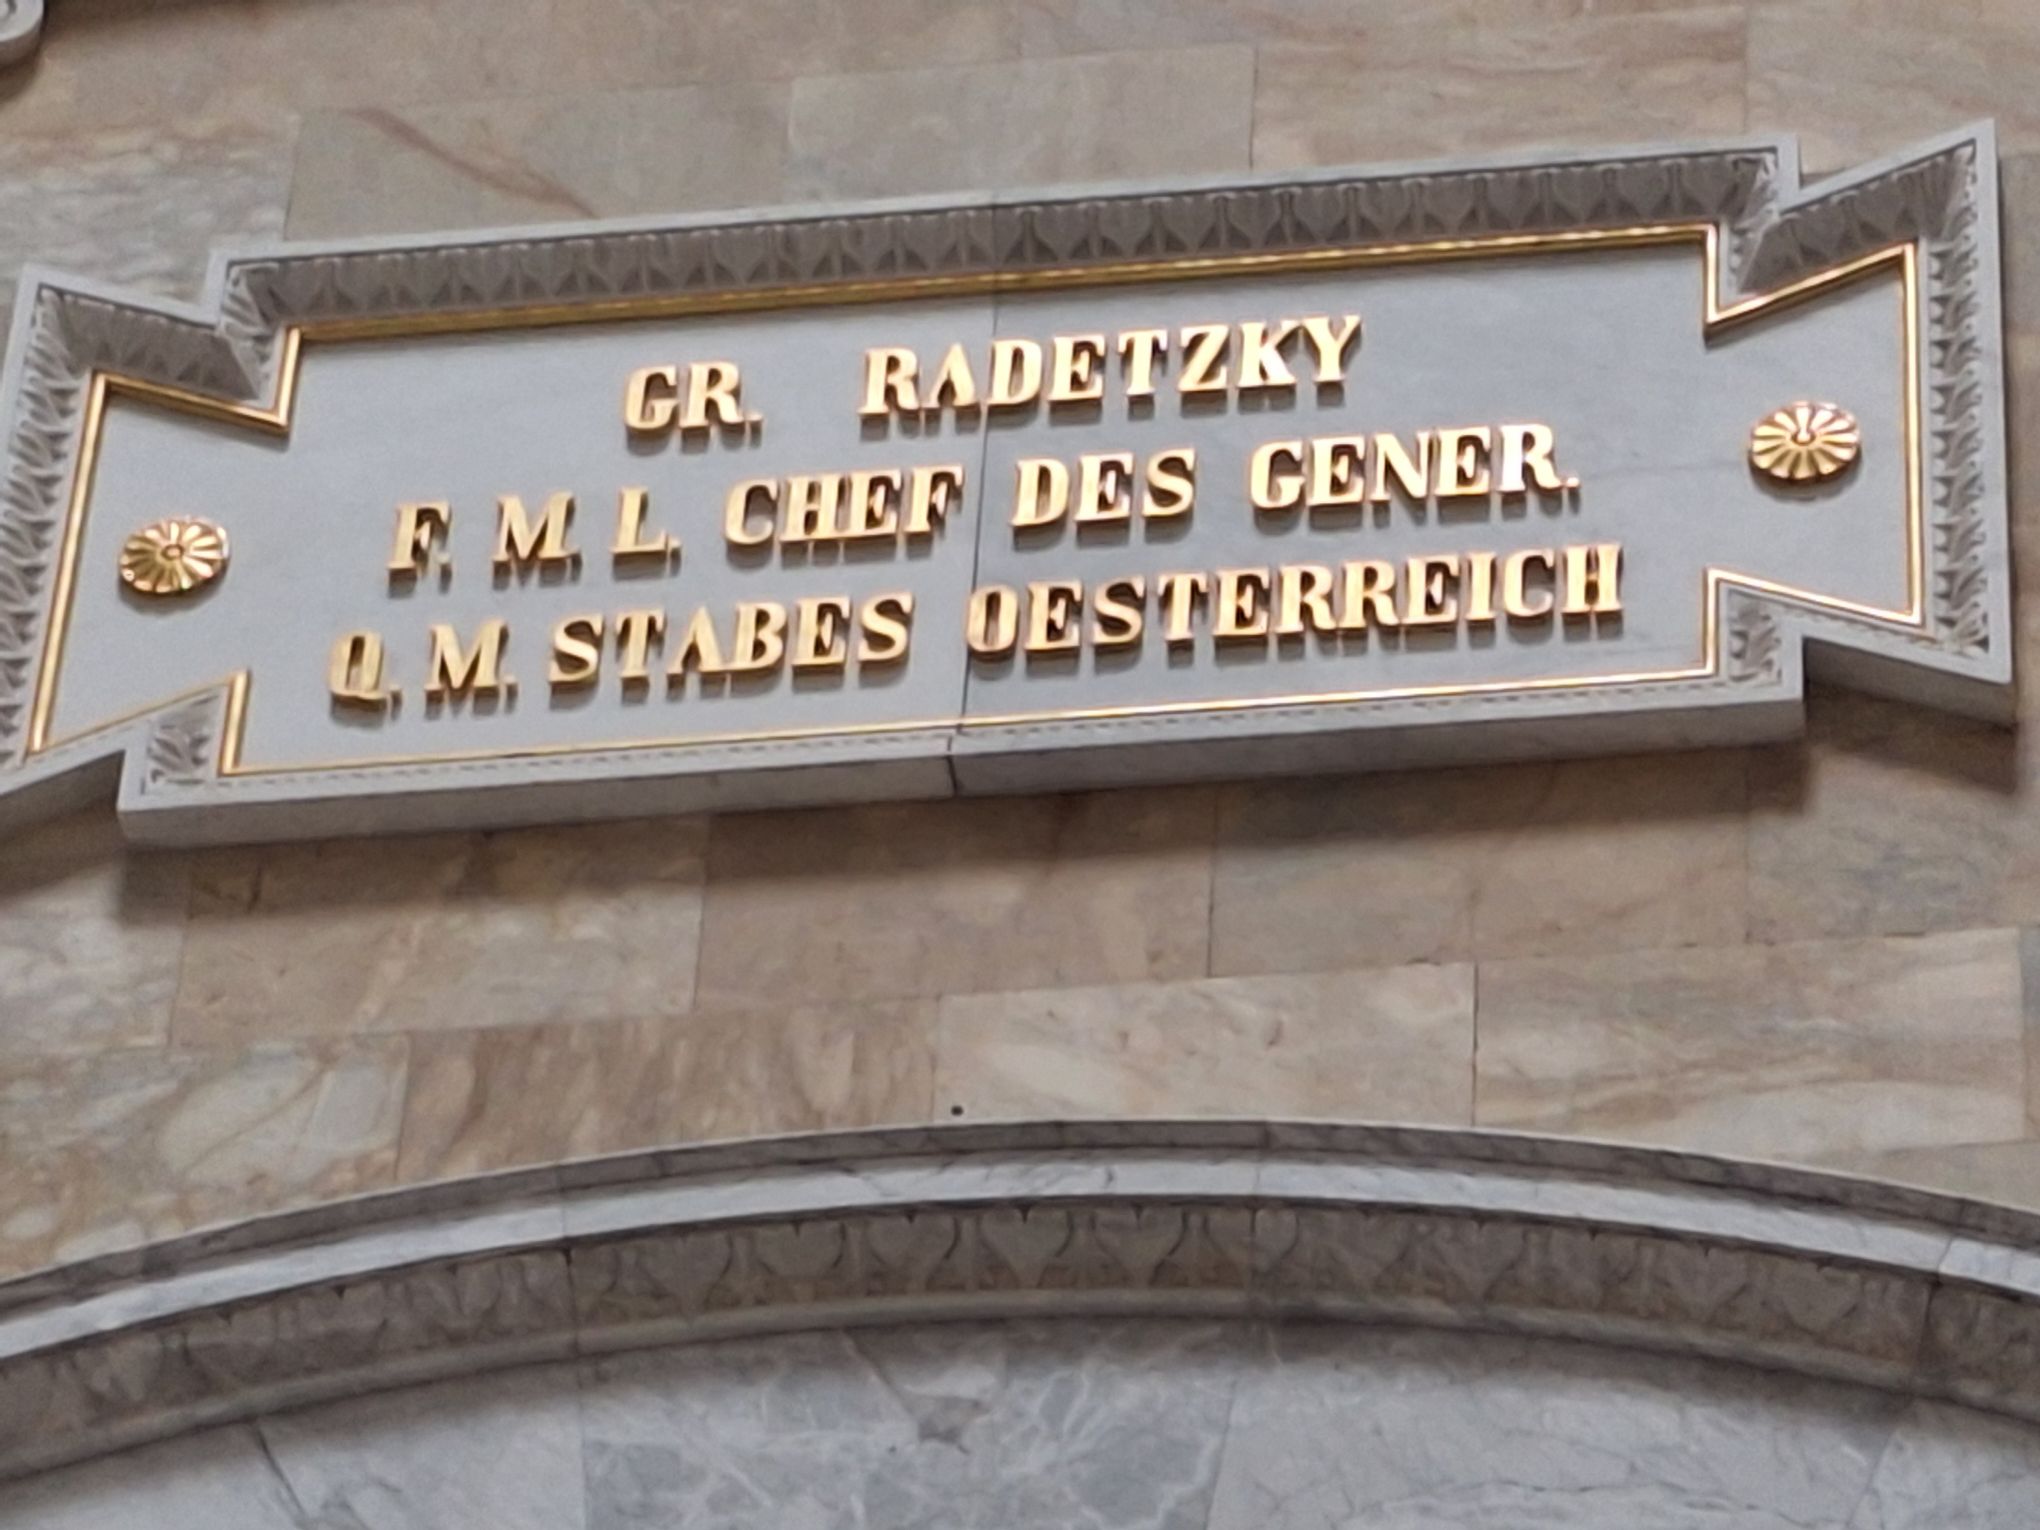 GR. RADETZKY
F. M. L. CHEF DES GENER.
Q. M. STABES OESTERREICH